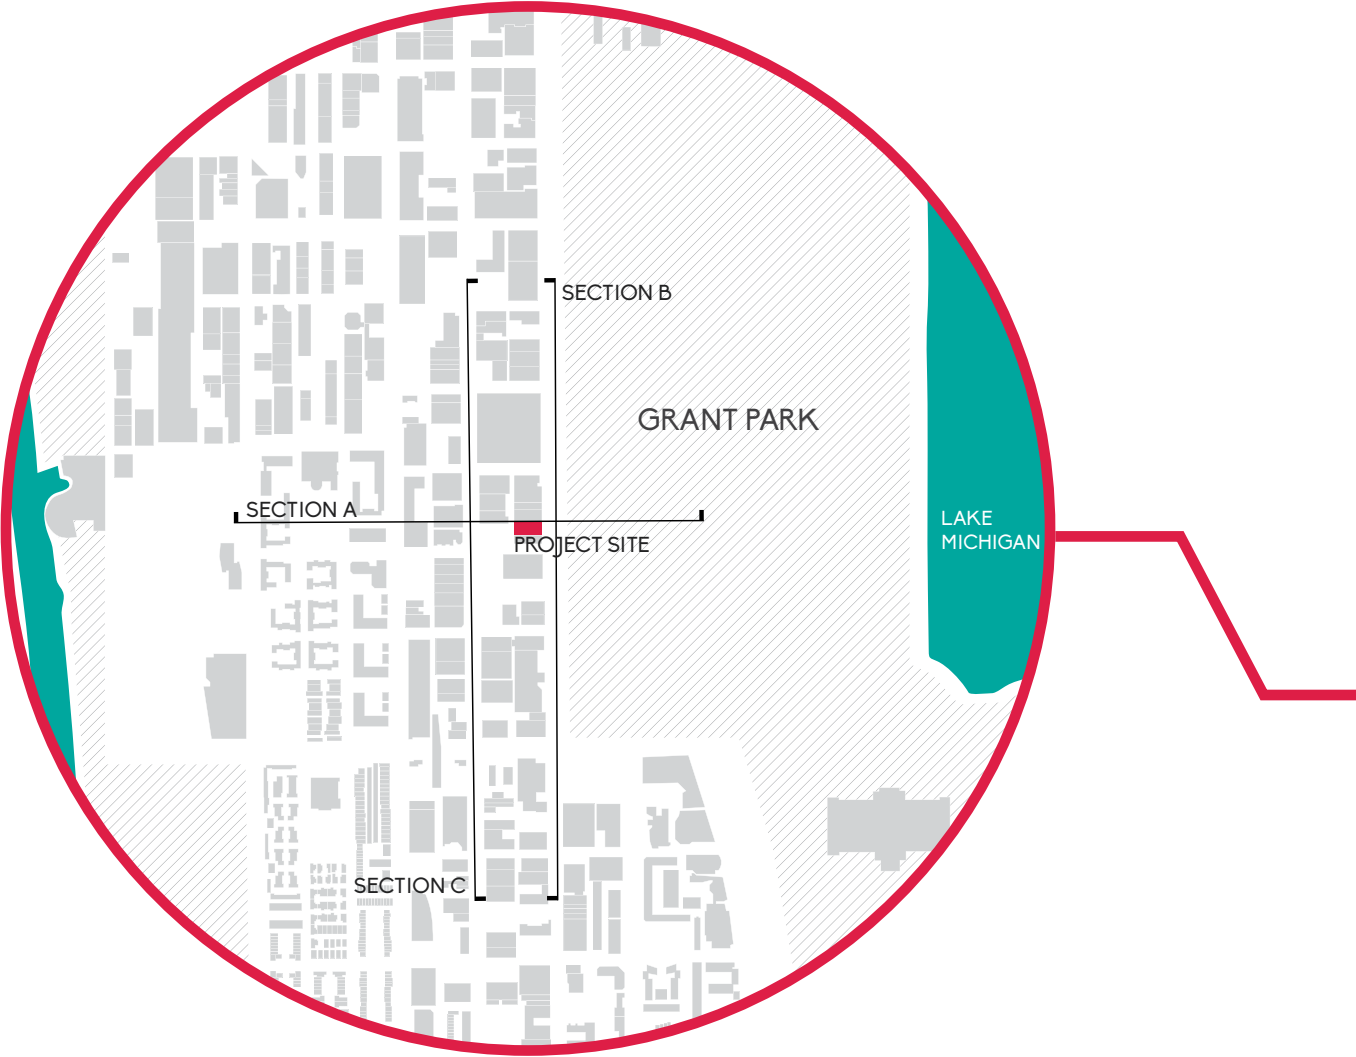 SECTION B
GRANT PARK
SECTION A
LAKE
MICHIGAN
PROJECT SITE
SECTION C